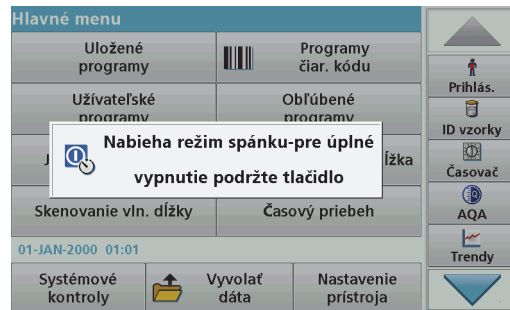 Hlavné menu
Uložené
programy
Programy
čiar. kódu
Užívateľské
programy
Obľúbené
programy
Nabieha režim spánku-pre úplné
vypnutie podržte tlačidlo
J
ĺžka
Skenovanie vln. dĺžky
Časový priebeh
01-JAN-2000 01:01
Systémové
kontroly
Vyvolať
dáta
Nastavenie
prístroja
Prihlás.
ID vzorky
Časovač
AQA
Trendy